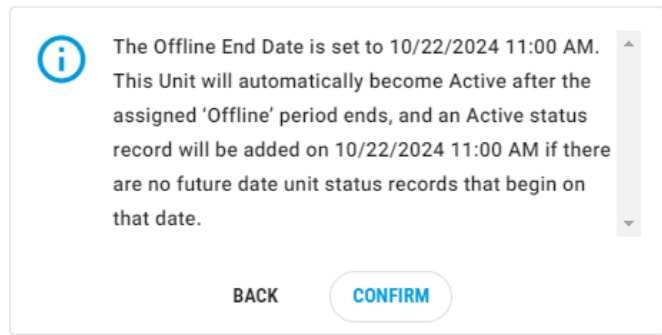 The Offline End Date is set to 10/22/2024 11:00 AM.
This Unit will automatically become Active after the
assigned ‘Offline’ period ends, and an Active status
record will be added on 10/22/2024 11:00 AM if there
are no future date unit status records that begin on
that date.
BACK CONFIRM